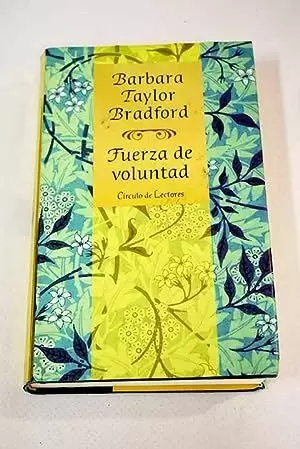 Barbara
Taylor
Bradford
Fuerza de
voluntad
Círculo de Lectores